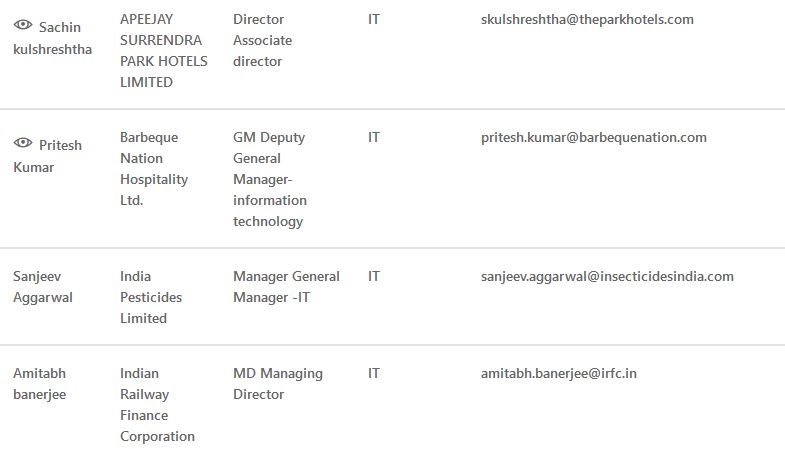 Sachin kulshreshtha
APEEJAY SURRENDRA PARK HOTELS LIMITED
Director Associate director
IT
skulshreshtha@theparkhotels.com
Pritesh Kumar
Barbeque Nation Hospitality Ltd.
GM Deputy General Manager-information technology
IT
pritesh.kumar@barbequenation.com
Sanjeev Aggarwal
India Pesticides Limited
Manager General Manager -IT
IT
sanjeev.aggarwal@insecticidesindia.com
Amitabh banerjee
Indian Railway Finance Corporation
MD Managing Director
IT
amitabh.banerjee@irfc.in